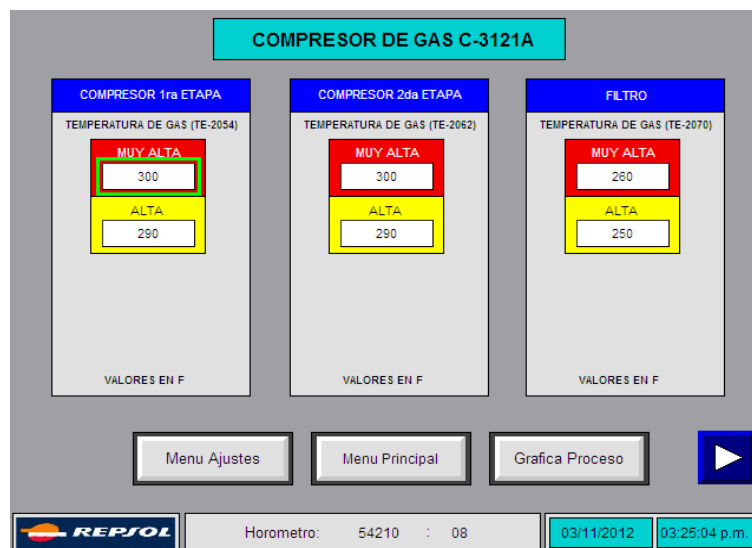 COMPRESOR DE GAS C-3121A
COMPRESOR 1ra ETAPA
TEMPERATURA DE GAS (TE-2054)
MUY ALTA
300
ALTA
290
VALORES EN F
COMPRESOR 2da ETAPA
TEMPERATURA DE GAS (TE-2062)
MUY ALTA
300
ALTA
290
VALORES EN F
FILTRO
TEMPERATURA DE GAS (TE-2070)
MUY ALTA
260
ALTA
250
VALORES EN F
Menu Ajustes
Menu Principal
Grafica Proceso
REPSOL
Horometro: 54210 : 08
03/11/2012
03:25:04 p.m.